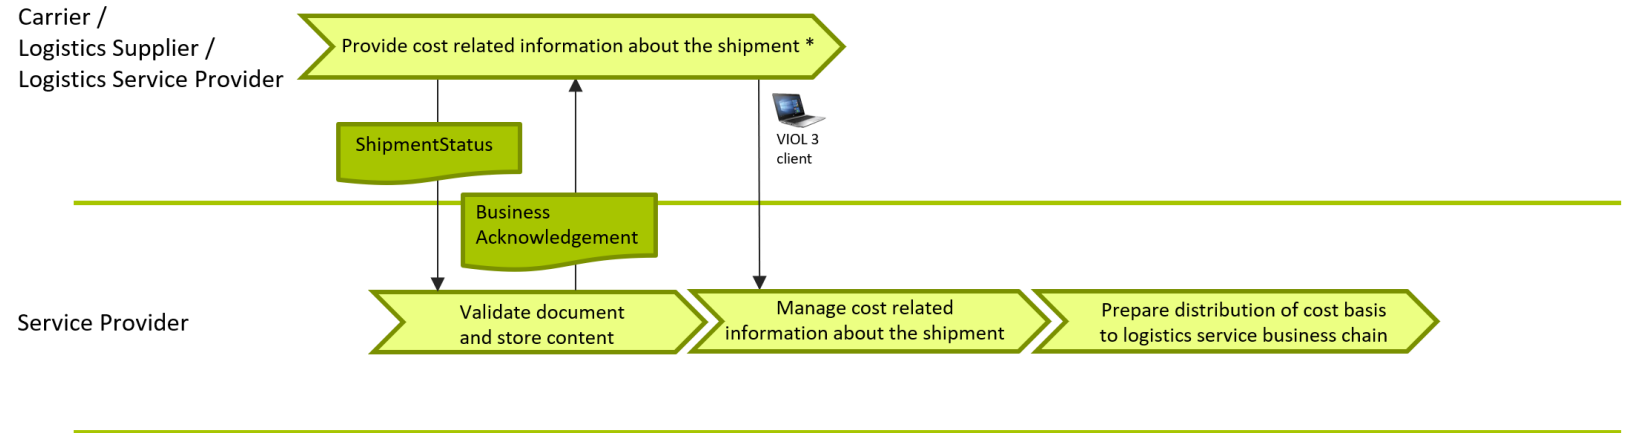 Carrier /
Logistics Supplier /
Logistics Service Provider
Provide cost related information about the shipment *
ShipmentStatus
VIOL 3
client
Business
Acknowledgement
Service Provider
Validate document
and store content
Manage cost related
information about the shipment
Prepare distribution of cost basis
to logistics service business chain